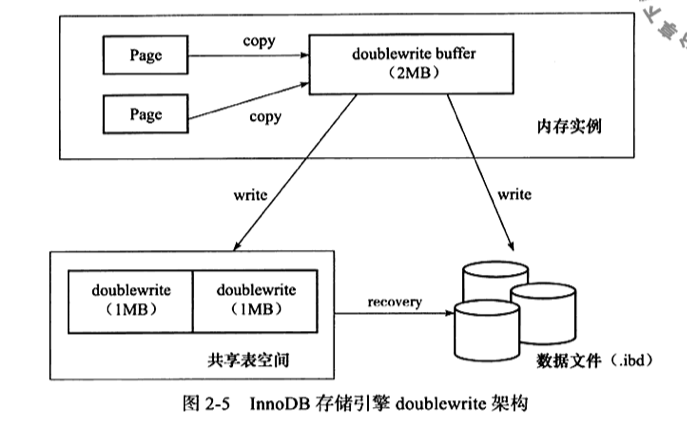 Page
copy
doublewrite buffer
（2MB）
Page
copy
内存实例
write
write
doublewrite
（1MB）
doublewrite
（1MB）
recovery
共享表空间
数据文件（.ibd）
图 2-5 InnoDB 存储引擎 doublewrite 架构